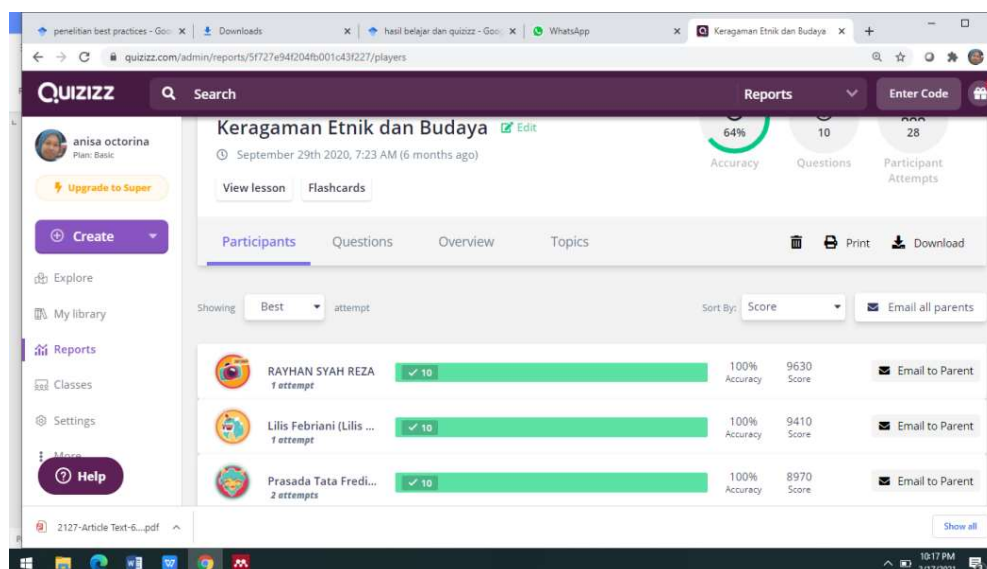 penelitian best practices - Goo
Downloads
hasil belajar dan quizizz - Goo
WhatsApp
Keragaman Etnik dan Budaya
quizizz.com/admin/reports/5f727e94f204fb001c43f227/players
QUIZIZZ
Search
Reports
Enter Code
anisa octorina
Plan: Basic
Upgrade to Super
Create
Explore
My library
Reports
Classes
Settings
More
Help
Keragaman Etnik dan Budaya Edit
September 29th 2020, 7:23 AM (6 months ago)
View lesson Flashcards
64%
Accuracy
10
Questions
28
Participant
Attempts
Participants Questions Overview Topics
Print Download
Showing Best attempt
Sort By: Score
Email all parents
RAYHAN SYAH REZA
1 attempt
10
100%
Accuracy
9630
Score
Email to Parent
Lilis Febriani (Lilis ...
1 attempt
10
100%
Accuracy
9410
Score
Email to Parent
Prasada Tata Fredi...
2 attempts
10
100%
Accuracy
8970
Score
Email to Parent
2127-Article Text-6....pdf
Show all
10:17 PM